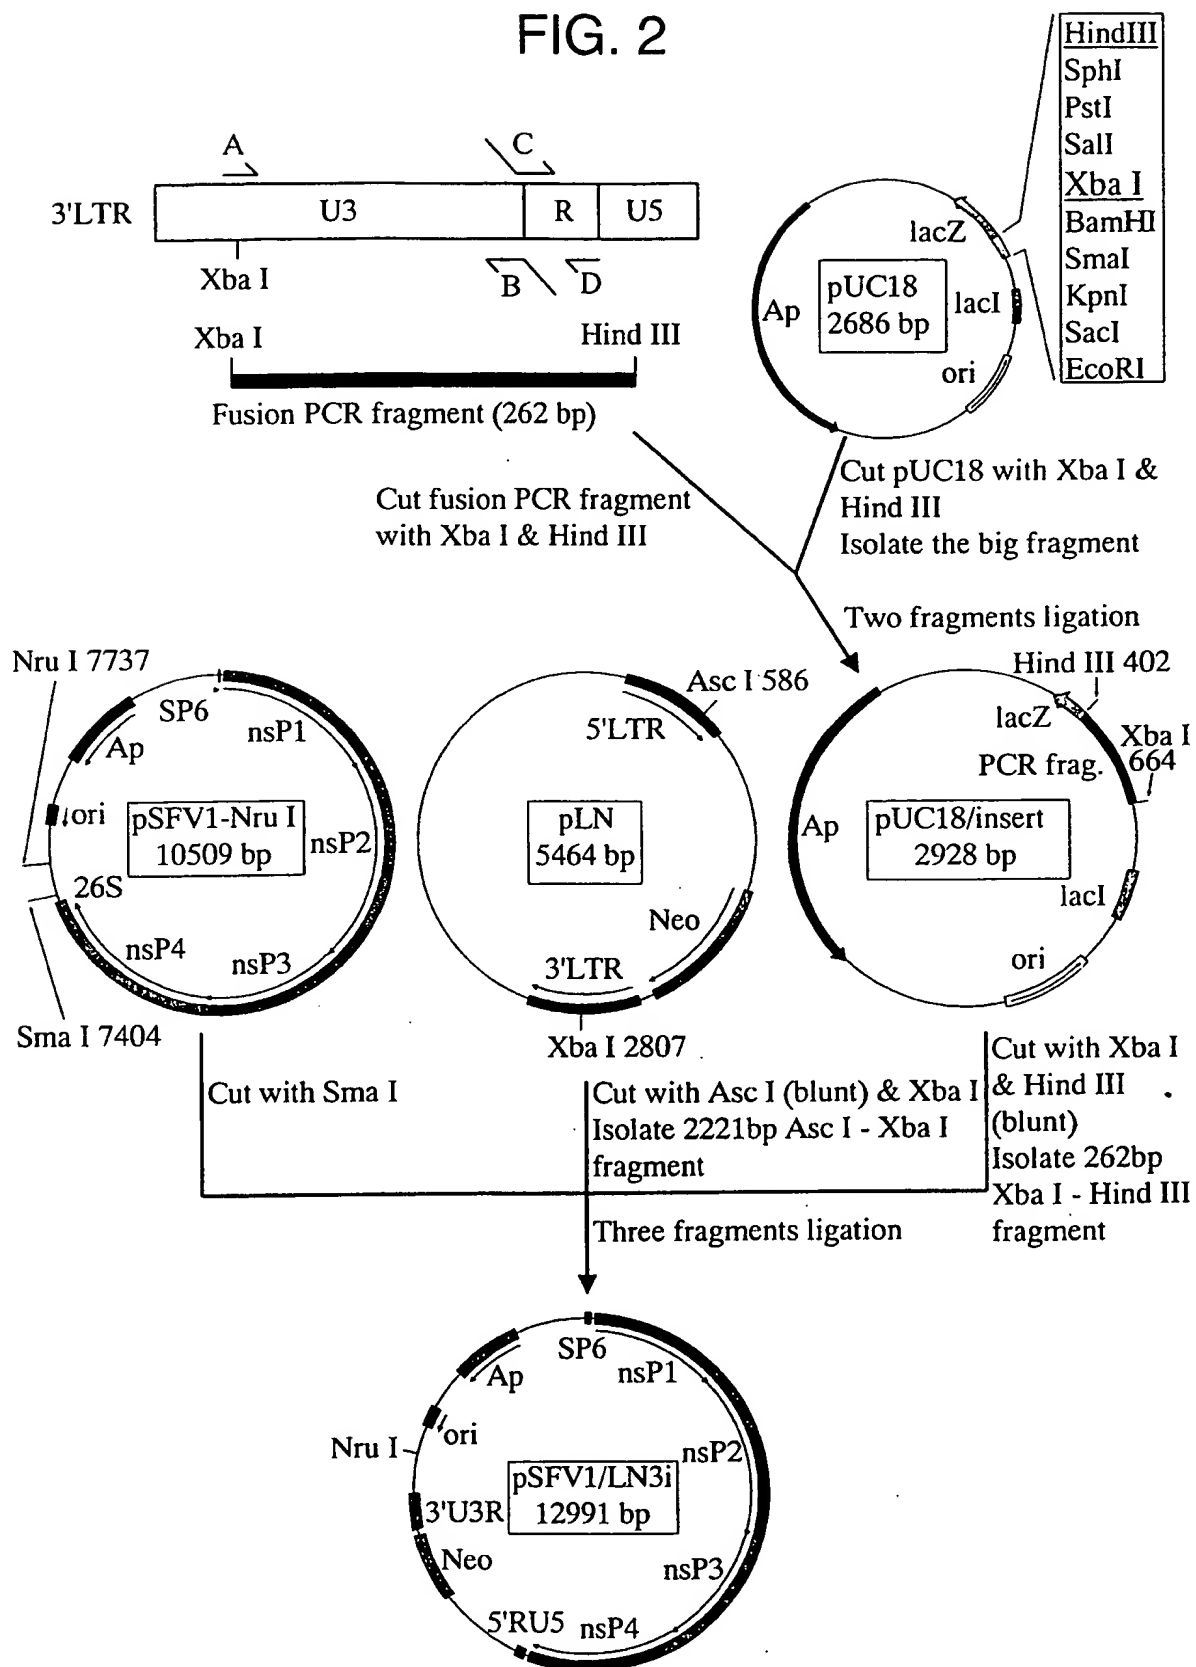 FIG. 2
HindIII
SphI
PstI
SalI
Xba I
BamHI
SmaI
KpnI
SacI
EcoRI
A
C
3'LTR
U3
R
U5
Xba I
B
D
Xba I
Hind III
Fusion PCR fragment (262 bp)
lacZ
pUC18
2686 bp
Ap
lacI
ori
Cut fusion PCR fragment
with Xba I & Hind III
Cut pUC18 with Xba I &
Hind III
Isolate the big fragment
Two fragments ligation
Nru I 7737
SP6
nsP1
Ap
ori
pSFV1-Nru I
10509 bp
nsP2
26S
nsP4
nsP3
Sma I 7404
Asc I 586
5'LTR
pLN
5464 bp
Neo
3'LTR
Xba I 2807
Hind III 402
lacZ
Xba I
664
PCR frag.
Ap
pUC18/insert
2928 bp
lacI
ori
Cut with Sma I
Cut with Asc I (blunt) & Xba I
Isolate 2221bp Asc I - Xba I
fragment
Cut with Xba I
& Hind III
(blunt)
Isolate 262bp
Xba I - Hind III
fragment
Three fragments ligation
SP6
nsP1
Ap
ori
Nru I
nsP2
pSFV1/LN3i
12991 bp
3'U3R
Neo
nsP3
5'RU5
nsP4